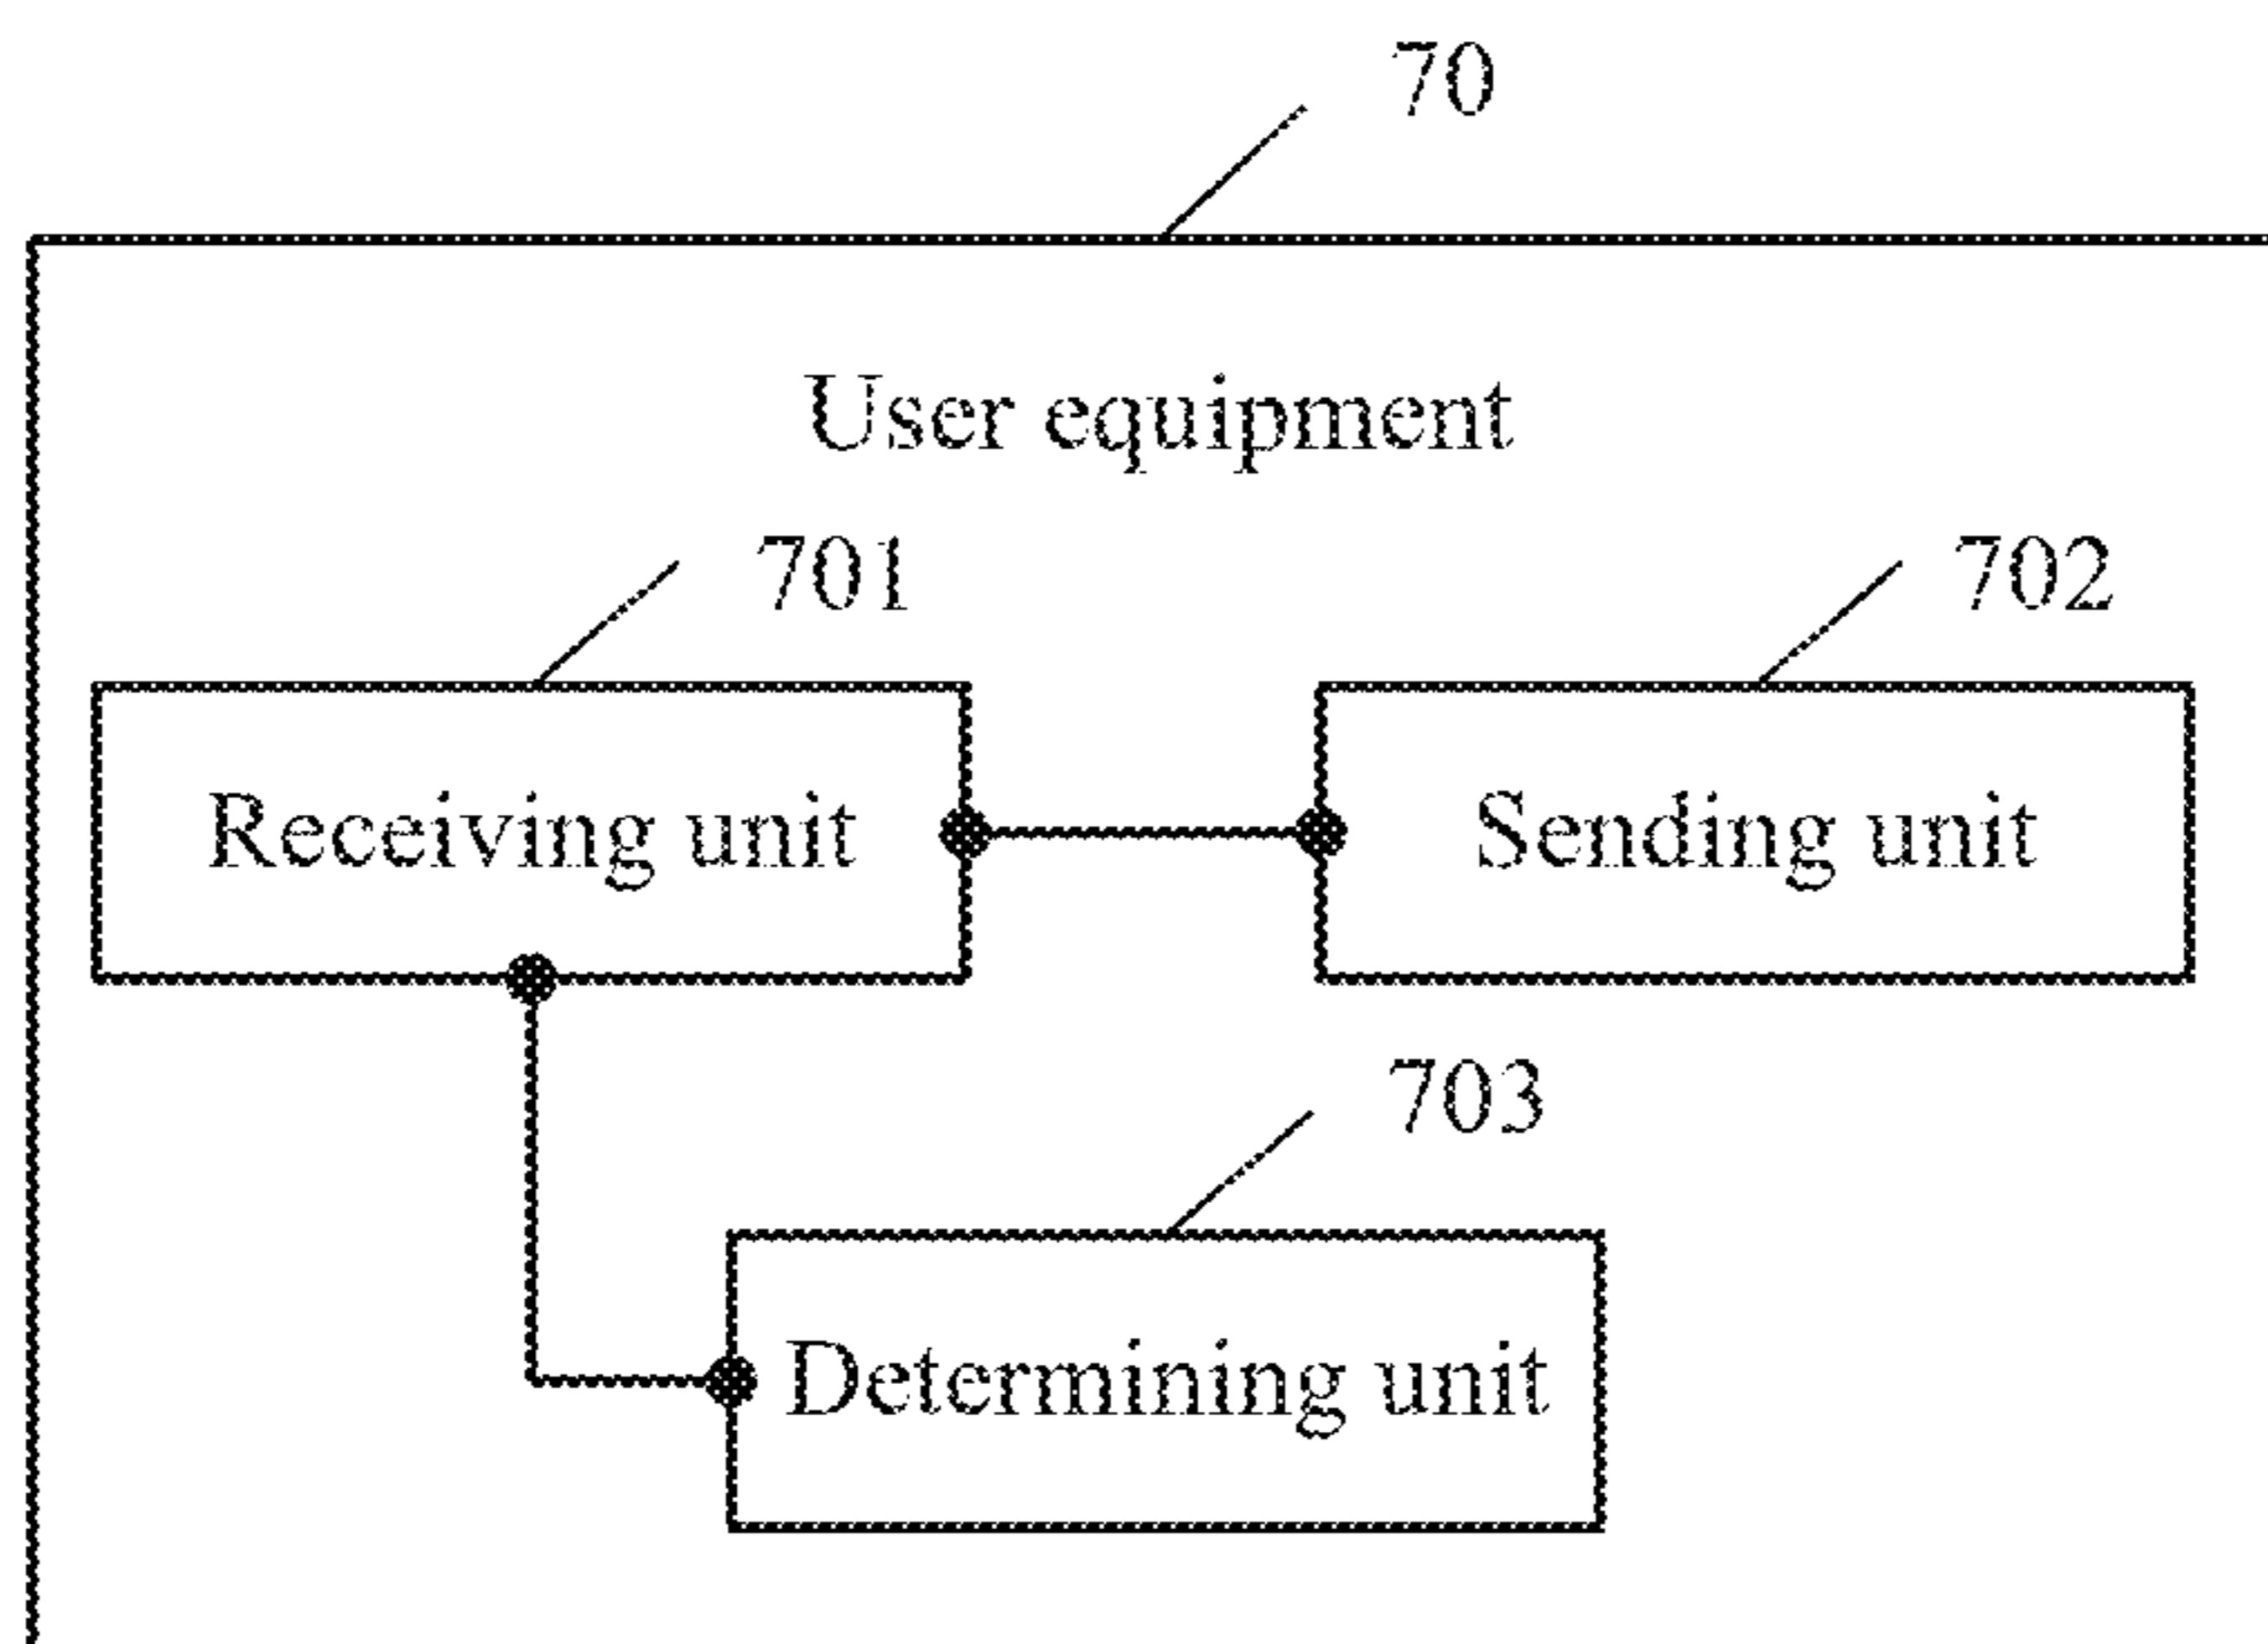 70
User equipment
701
702
Receiving unit
Sending unit
703
Determining unit